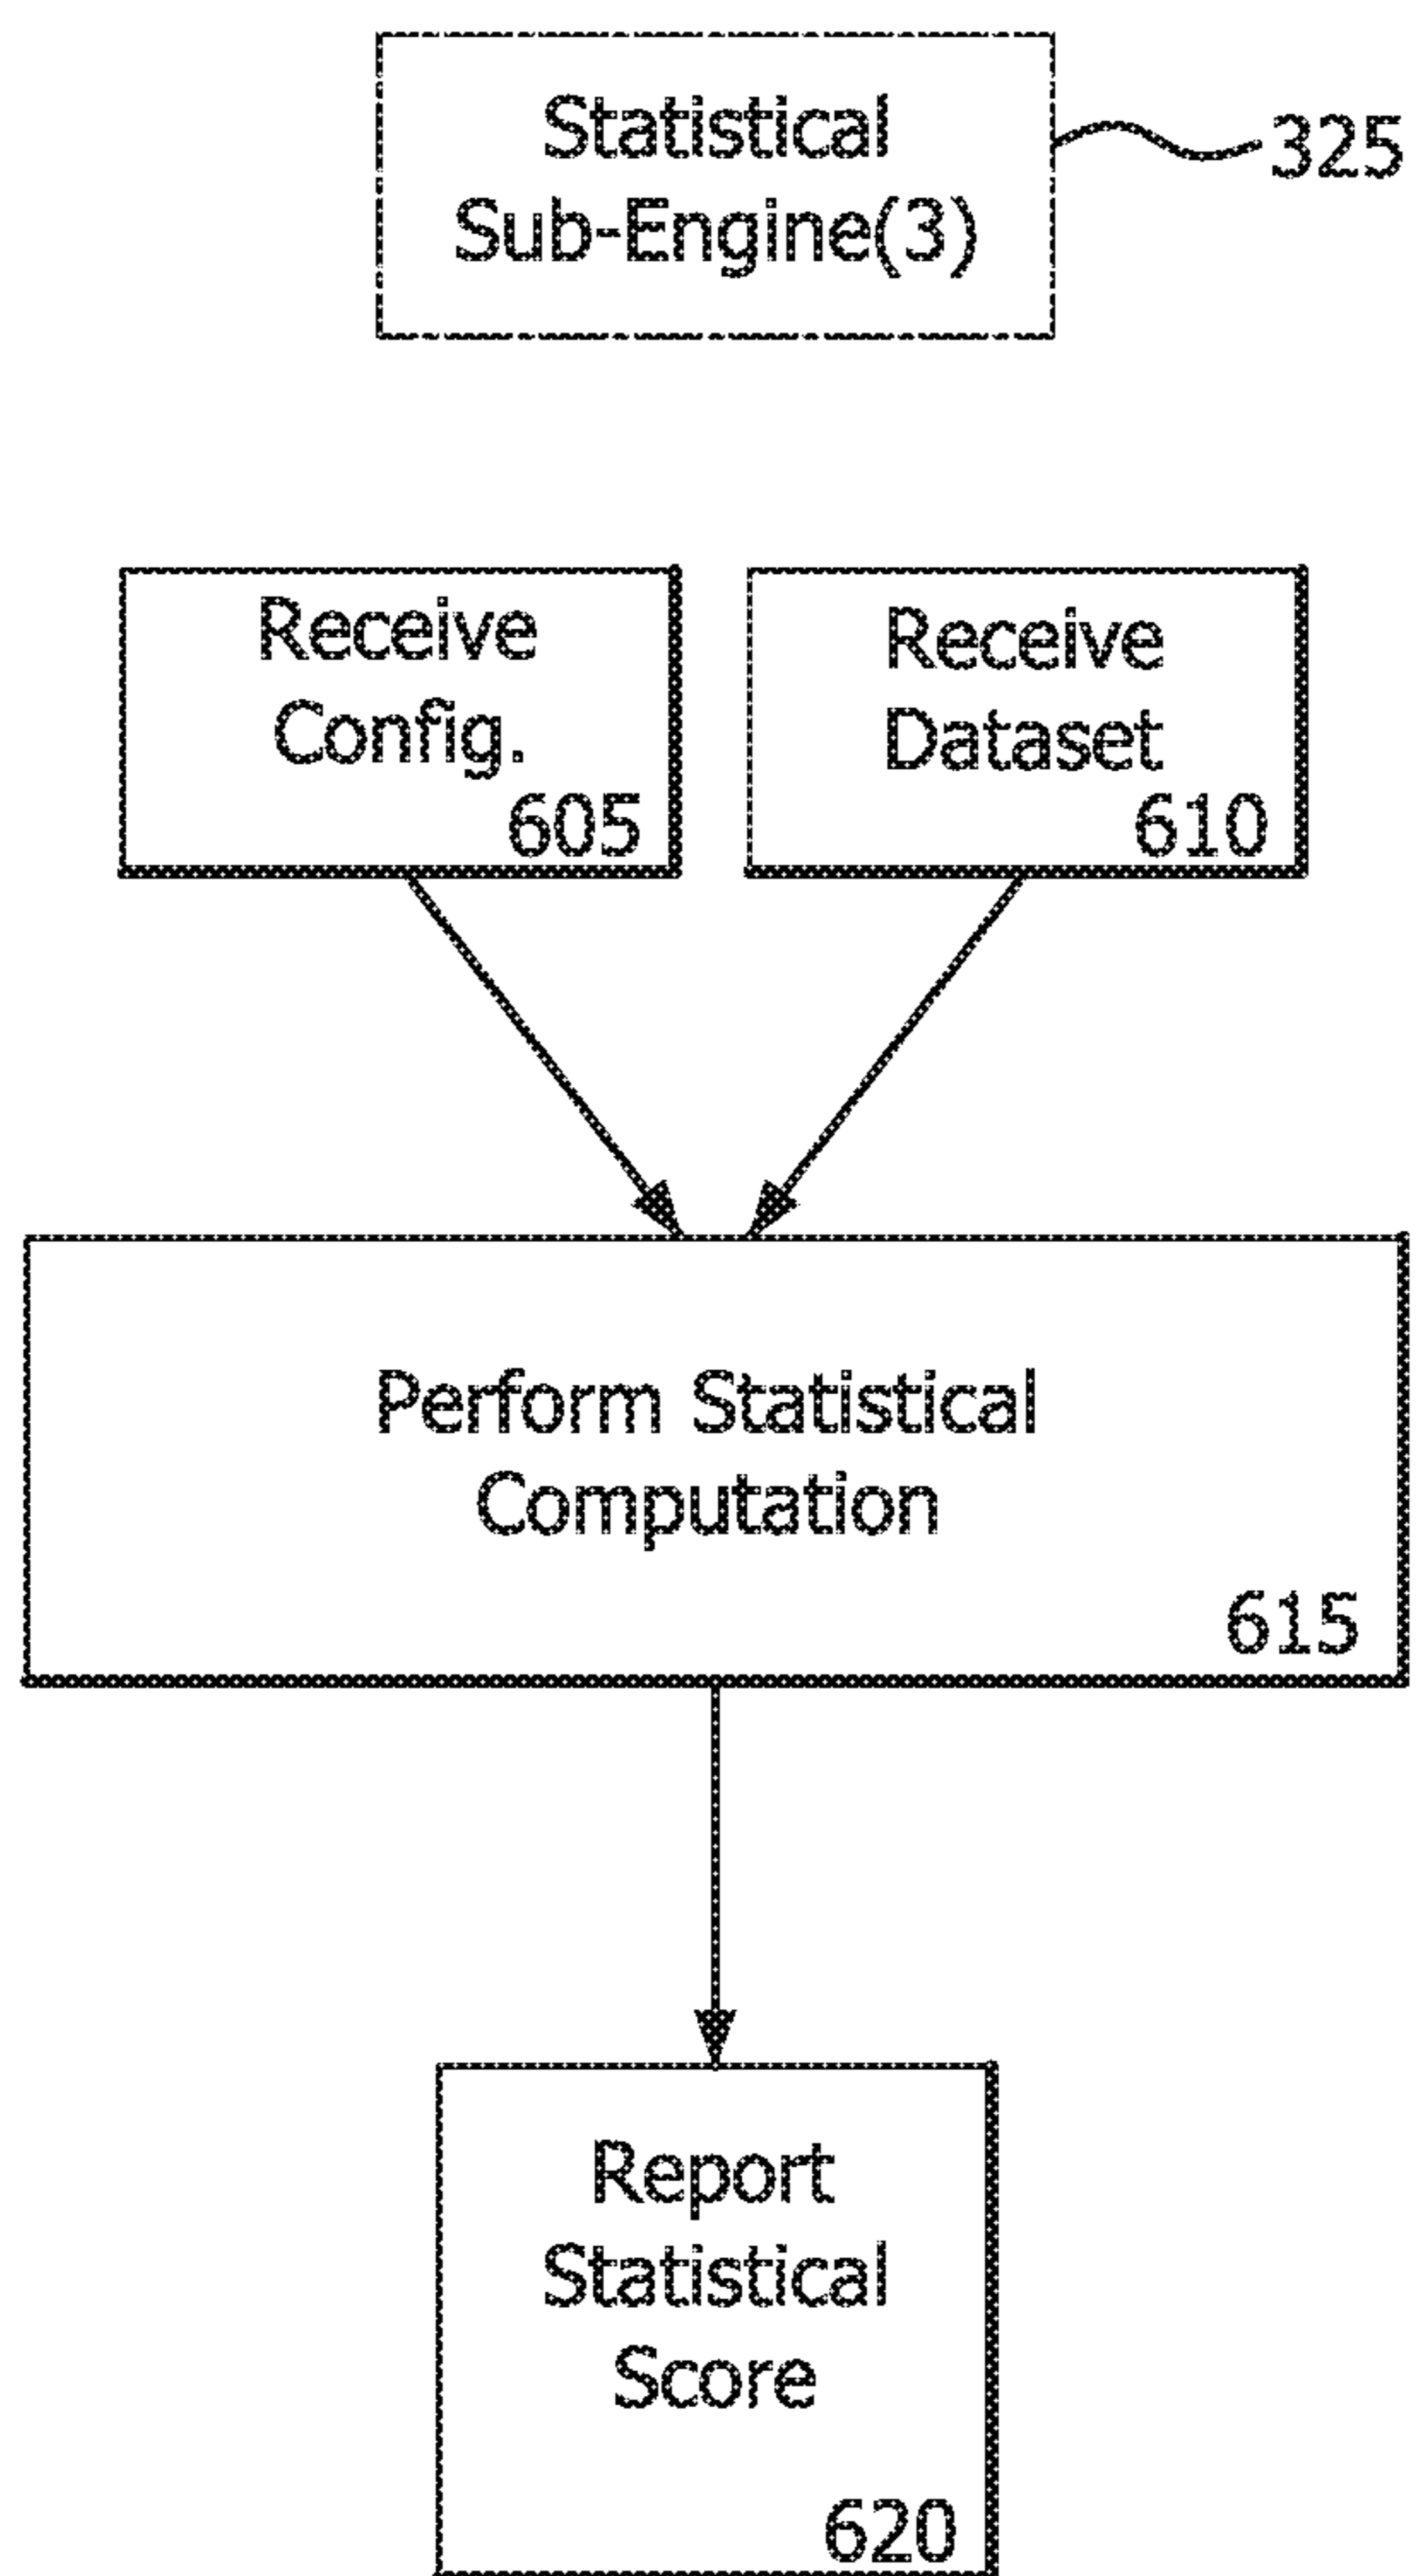 Statistical
Sub-Engine(3)
325
Receive
Config.
605
Receive
Dataset
610
Perform Statistical
Computation
615
Report
Statistical
Score
620